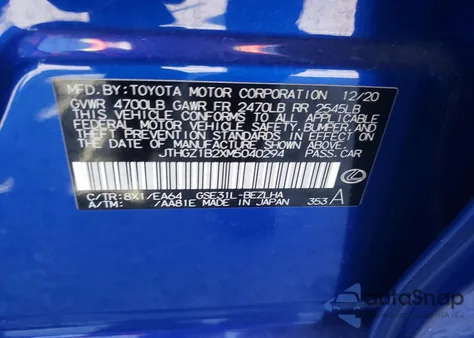 MFD.BY:TOYOTA MOTOR CORPORATION 12/20
GVWR 4700LB GAWR FR 2470LB RR 2545LB
THIS VEHICLE CONFORMS TO ALL APPLICABLE
FEDERAL MOTOR VEHICLE SAFETY, BUMPER, AND
THEFT PREVENTION STANDARDS IN EFFECT ON
THE DATE OF MANUFACTURE SHOWN ABOVE.
JTHGZ1B2XM5040294 PASS.CAR
C/TR:8X1/EA64 GSE31L-BEZLHA
A/TM: /AA81E MADE IN JAPAN 353 A
autoSnap